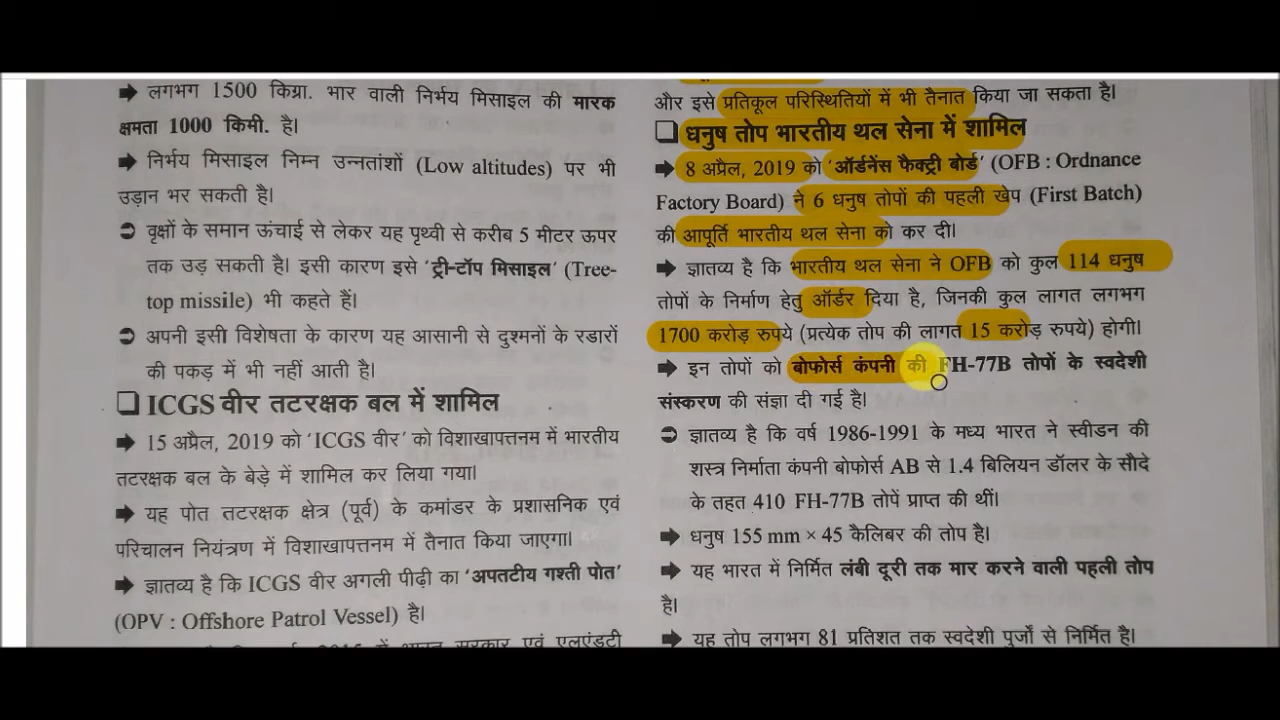 ➡ लगभग 1500 किग्रा. भार वाली निर्भय मिसाइल की मारक
क्षमता 1000 किमी. है।
➡ निर्भय मिसाइल निम्न उन्नतांशों (Low altitudes) पर भी
उड़ान भर सकती है।
➲ वृक्षों के समान ऊंचाई से लेकर यह पृथ्वी से करीब 5 मीटर ऊपर
तक उड़ सकती है। इसी कारण इसे 'ट्री-टॉप मिसाइल' (Tree-
top missile) भी कहते हैं।
➲ अपनी इसी विशेषता के कारण यह आसानी से दुश्मनों के रडारों
की पकड़ में भी नहीं आती है।
❑ ICGS वीर तटरक्षक बल में शामिल
➡ 15 अप्रैल, 2019 को 'ICGS वीर' को विशाखापत्तनम में भारतीय
तटरक्षक बल के बेड़े में शामिल कर लिया गया।
➡ यह पोत तटरक्षक क्षेत्र (पूर्व) के कमांडर के प्रशासनिक एवं
परिचालन नियंत्रण में विशाखापत्तनम में तैनात किया जाएगा।
➡ ज्ञातव्य है कि ICGS वीर अगली पीढ़ी का 'अपतटीय गश्ती पोत'
(OPV : Offshore Patrol Vessel) है।
में भारत सरकार एवं एलएंडटी
और इसे प्रतिकूल परिस्थितियों में भी तैनात किया जा सकता है।
❑ धनुष तोप भारतीय थल सेना में शामिल
➡ 8 अप्रैल, 2019 को 'ऑर्डनेंस फैक्ट्री बोर्ड' (OFB : Ordnance
Factory Board) ने 6 धनुष तोपों की पहली खेप (First Batch)
की आपूर्ति भारतीय थल सेना को कर दी।
➡ ज्ञातव्य है कि भारतीय थल सेना ने OFB को कुल 114 धनुष
तोपों के निर्माण हेतु ऑर्डर दिया है, जिनकी कुल लागत लगभग
1700 करोड़ रुपये (प्रत्येक तोप की लागत 15 करोड़ रुपये) होगी।
➡ इन तोपों को बोफोर्स कंपनी की FH-77B तोपों के स्वदेशी
संस्करण की संज्ञा दी गई है।
➲ ज्ञातव्य है कि वर्ष 1986-1991 के मध्य भारत ने स्वीडन की
शस्त्र निर्माता कंपनी बोफोर्स AB से 1.4 बिलियन डॉलर के सौदे
के तहत 410 FH-77B तोपें प्राप्त की थीं।
➡ धनुष 155 mm × 45 कैलिबर की तोप है।
➡ यह भारत में निर्मित लंबी दूरी तक मार करने वाली पहली तोप
है।
➡ यह तोप लगभग 81 प्रतिशत तक स्वदेशी पुर्जों से निर्मित है।